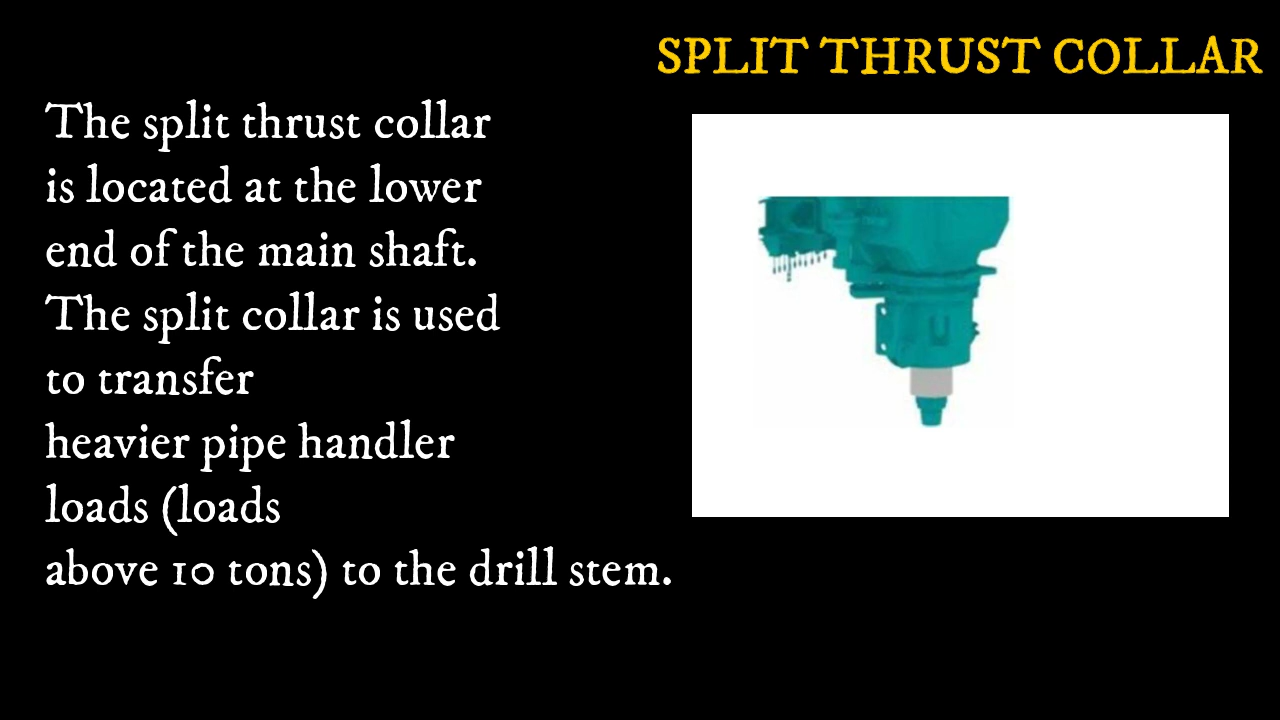 SPLIT THRUST COLLAR
The split thrust collar
is located at the lower
end of the main shaft.
The split collar is used
to transfer
heavier pipe handler
loads (loads
above 10 tons) to the drill stem.